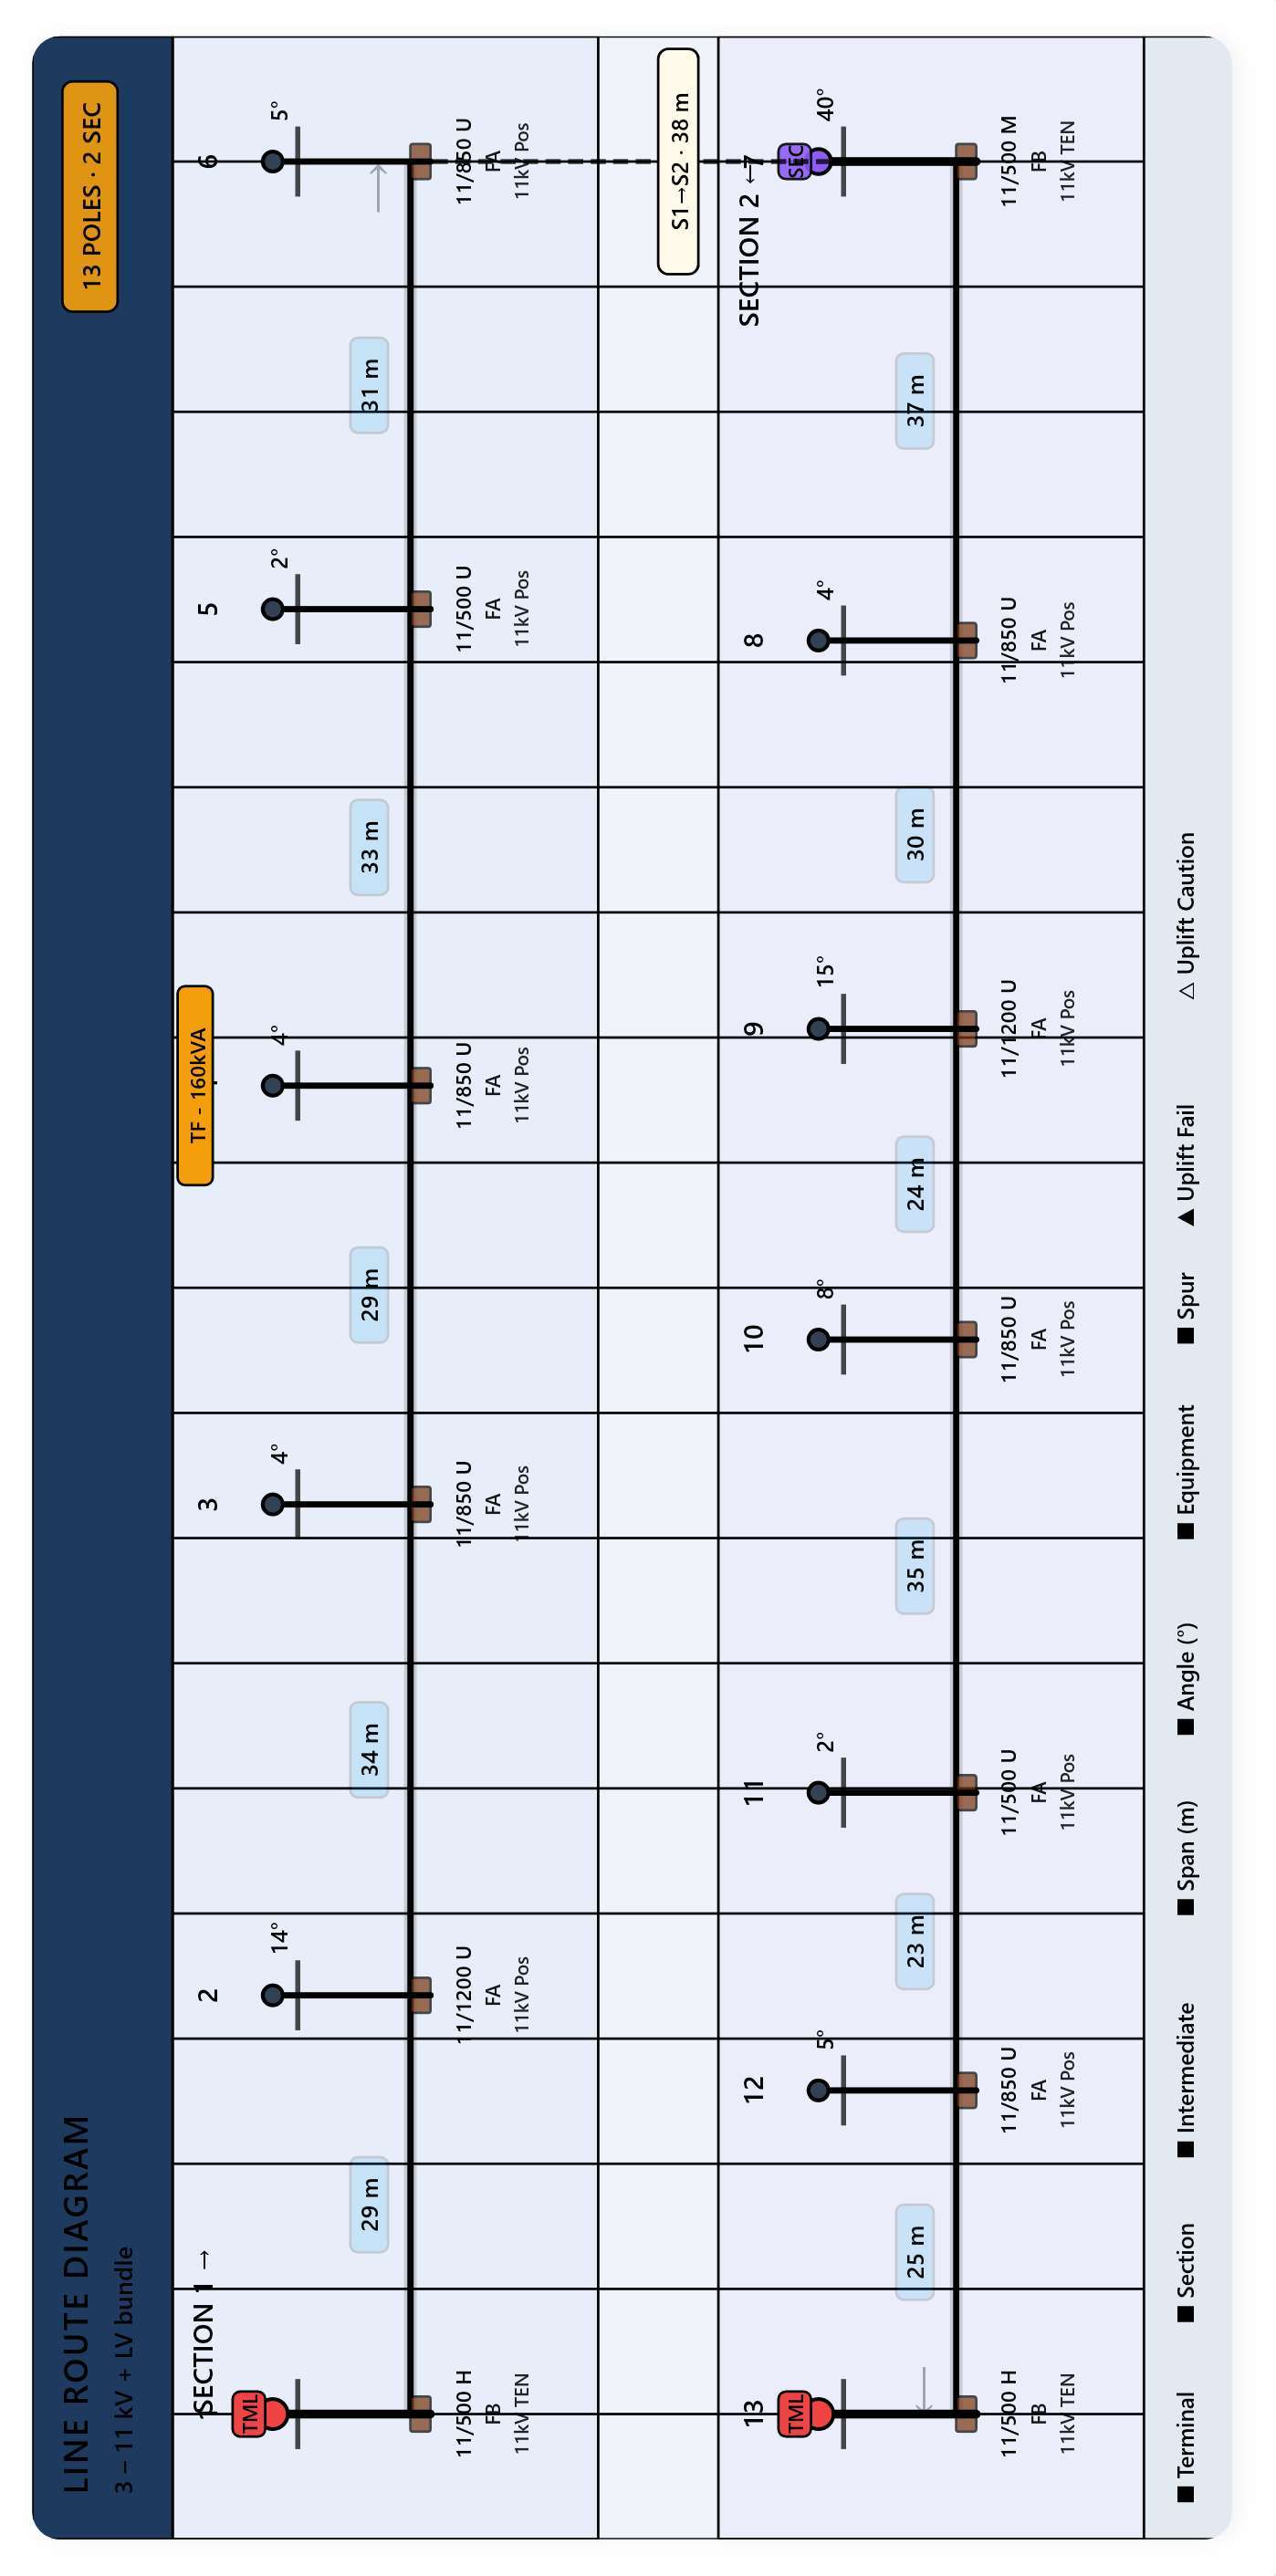 LINE ROUTE DIAGRAM
3 – 11 kV + LV bundle
13 POLES · 2 SEC
SECTION 1 →
TML
11/500 H
FB
11kV TEN
29 m
2
14°
11/1200 U
FA
11kV Pos
34 m
3
4°
11/850 U
FA
11kV Pos
29 m
TF - 160kVA
4°
11/850 U
FA
11kV Pos
33 m
5
2°
11/500 U
FA
11kV Pos
31 m
6
5°
11/850 U
FA
11kV Pos
S1→S2 · 38 m
SECTION 2 ←
7
SEC
40°
11/500 M
FB
11kV TEN
37 m
8
4°
11/850 U
FA
11kV Pos
30 m
9
15°
11/1200 U
FA
11kV Pos
24 m
10
8°
11/850 U
FA
11kV Pos
35 m
11
2°
11/500 U
FA
11kV Pos
23 m
12
5°
11/850 U
FA
11kV Pos
25 m
13
TML
11/500 H
FB
11kV TEN
■ Terminal
■ Section
■ Intermediate
■ Span (m)
■ Angle (°)
■ Equipment
■ Spur
▲ Uplift Fail
△ Uplift Caution